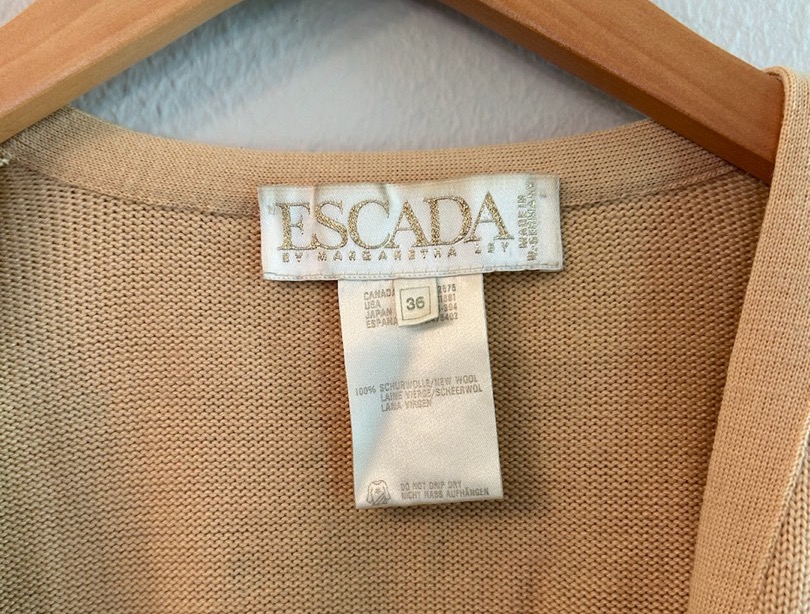 ESCADA
BY MARGARETHA LEY
MADE IN
W. GERMANY
36
CANADA
USA
JAPAN
ESPANA
100% SCHURWOLLE/NEW WOOL
LAINE VIERGE/SCHEERWOL
LANA VIRGEN
DO NOT DRIP DRY
NICHT NASS AUFHÄNGEN